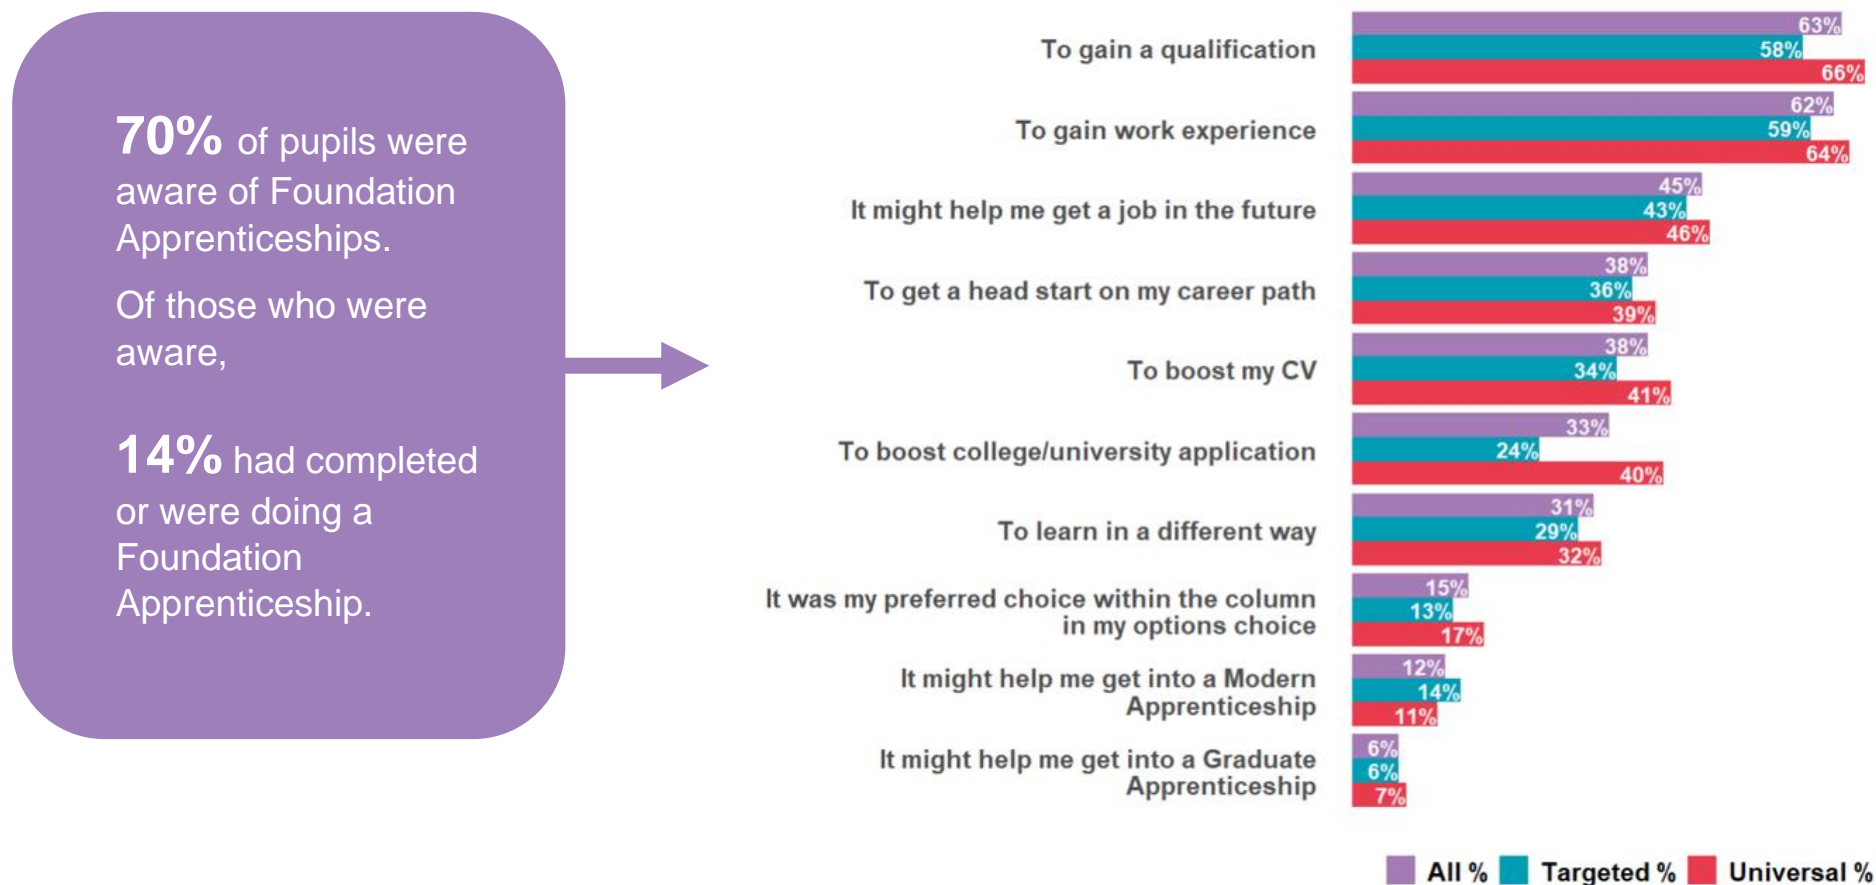 70% of pupils were
aware of Foundation
Apprenticeships.
Of those who were
aware,
14% had completed
or were doing a
Foundation
Apprenticeship.
To gain a qualification
63%
58%
66%
To gain work experience
62%
59%
64%
It might help me get a job in the future
45%
43%
46%
To get a head start on my career path
38%
36%
39%
To boost my CV
38%
34%
41%
To boost college/university application
33%
24%
40%
To learn in a different way
31%
29%
32%
It was my preferred choice within the column
in my options choice
15%
13%
17%
It might help me get into a Modern
Apprenticeship
12%
14%
11%
It might help me get into a Graduate
Apprenticeship
6%
6%
7%
All % Targeted % Universal %